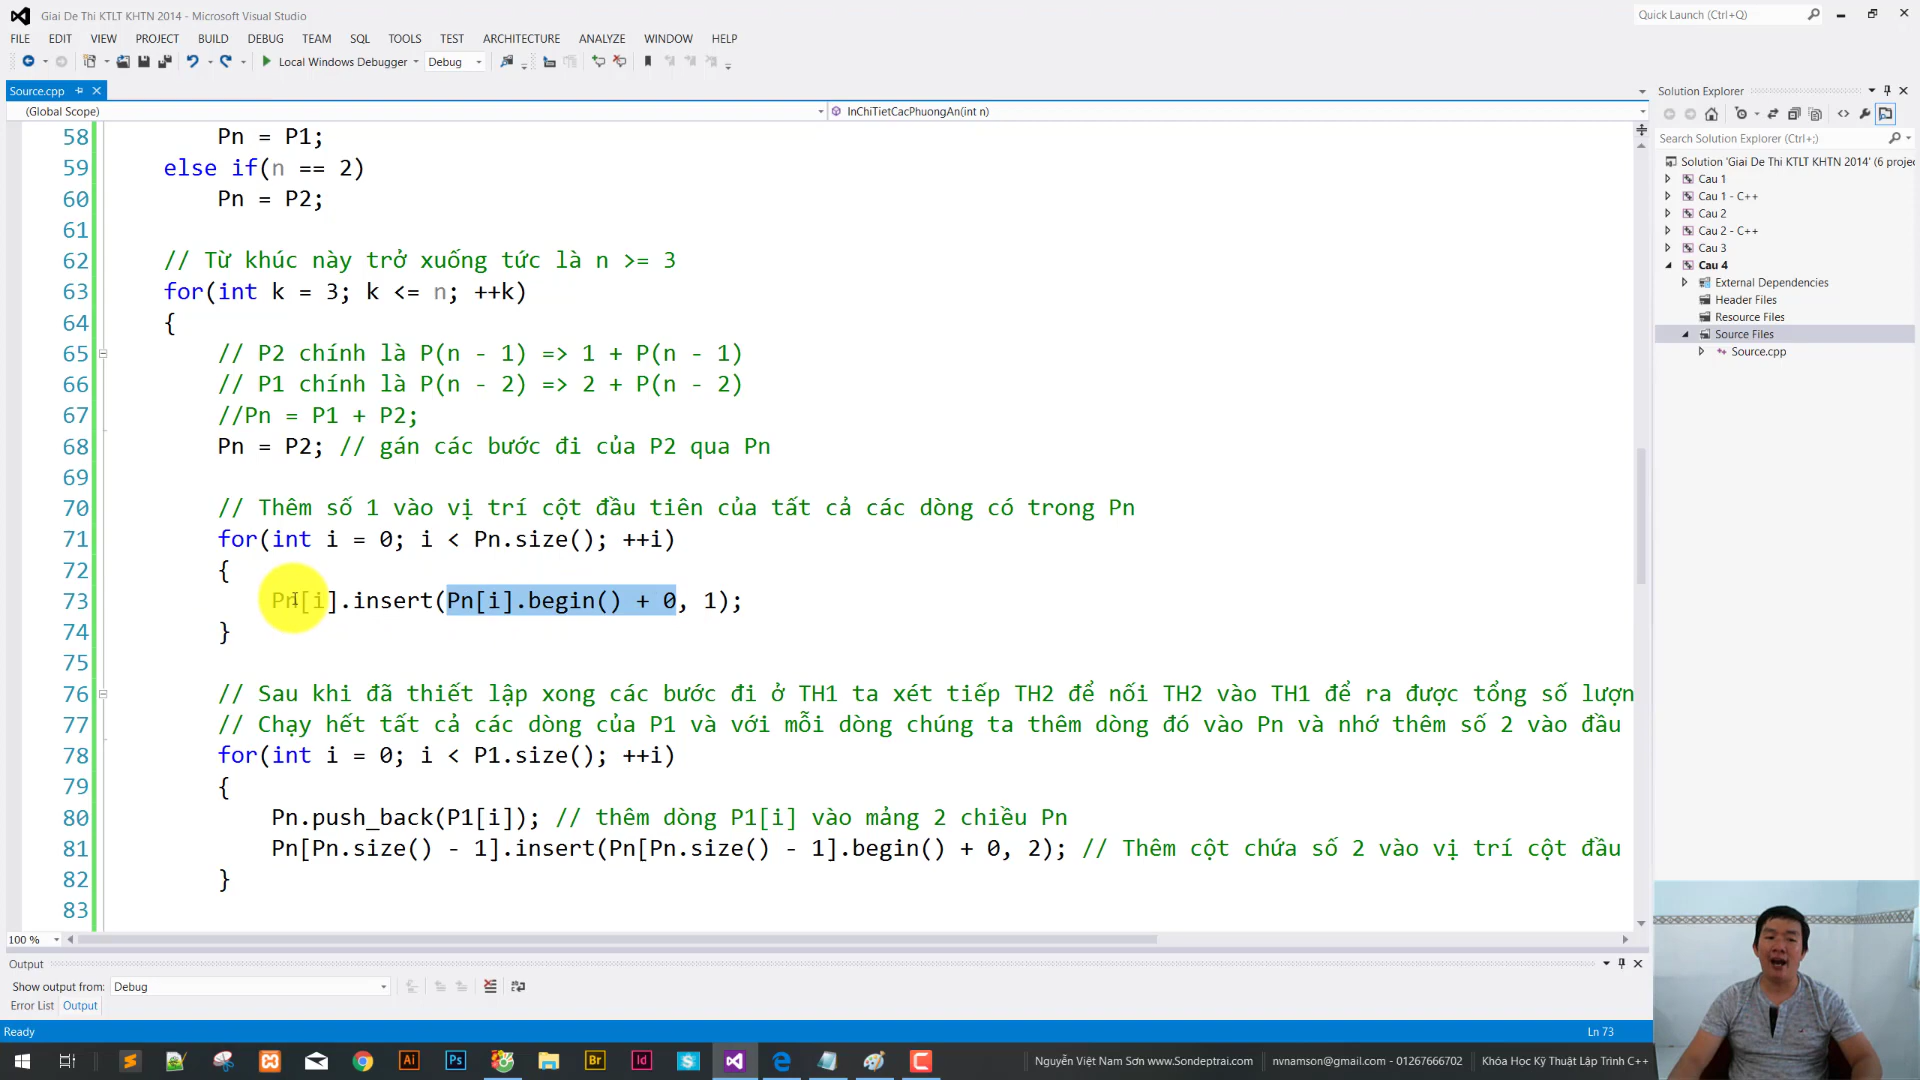 Giai De Thi KTLT KHTN 2014 - Microsoft Visual Studio
Quick Launch (Ctrl+Q)
FILE EDIT VIEW PROJECT BUILD DEBUG TEAM SQL TOOLS TEST ARCHITECTURE ANALYZE WINDOW HELP
Local Windows Debugger Debug
Source.cpp
(Global Scope) InChiTietCacPhuongAn(int n)
58 Pn = P1;
59 else if(n == 2)
60 Pn = P2;
61
62 // Từ khúc này trở xuống tức là n >= 3
63 for(int k = 3; k <= n; ++k)
64 {
65 // P2 chính là P(n - 1) => 1 + P(n - 1)
66 // P1 chính là P(n - 2) => 2 + P(n - 2)
67 //Pn = P1 + P2;
68 Pn = P2; // gán các bước đi của P2 qua Pn
69
70 // Thêm số 1 vào vị trí cột đầu tiên của tất cả các dòng có trong Pn
71 for(int i = 0; i < Pn.size(); ++i)
72 {
73 Pn[i].insert(Pn[i].begin() + 0, 1);
74 }
75
76 // Sau khi đã thiết lập xong các bước đi ở TH1 ta xét tiếp TH2 để nối TH2 vào TH1 để ra được tổng số lượn
77 // Chạy hết tất cả các dòng của P1 và với mỗi dòng chúng ta thêm dòng đó vào Pn và nhớ thêm số 2 vào đầu
78 for(int i = 0; i < P1.size(); ++i)
79 {
80 Pn.push_back(P1[i]); // thêm dòng P1[i] vào mảng 2 chiều Pn
81 Pn[Pn.size() - 1].insert(Pn[Pn.size() - 1].begin() + 0, 2); // Thêm cột chứa số 2 vào vị trí cột đầu
82 }
83
100 %
Output
Show output from: Debug
Error List Output
Ready Ln 73
Solution Explorer
Search Solution Explorer (Ctrl+;)
Solution 'Giai De Thi KTLT KHTN 2014' (6 projec
Cau 1
Cau 1 - C++
Cau 2
Cau 2 - C++
Cau 3
Cau 4
External Dependencies
Header Files
Resource Files
Source Files
Source.cpp
Ai Ps Br Id S
Nguyễn Việt Nam Sơn www.Sondeptrai.com nvnamson@gmail.com - 01267666702 Khóa Học Kỹ Thuật Lập Trình C++